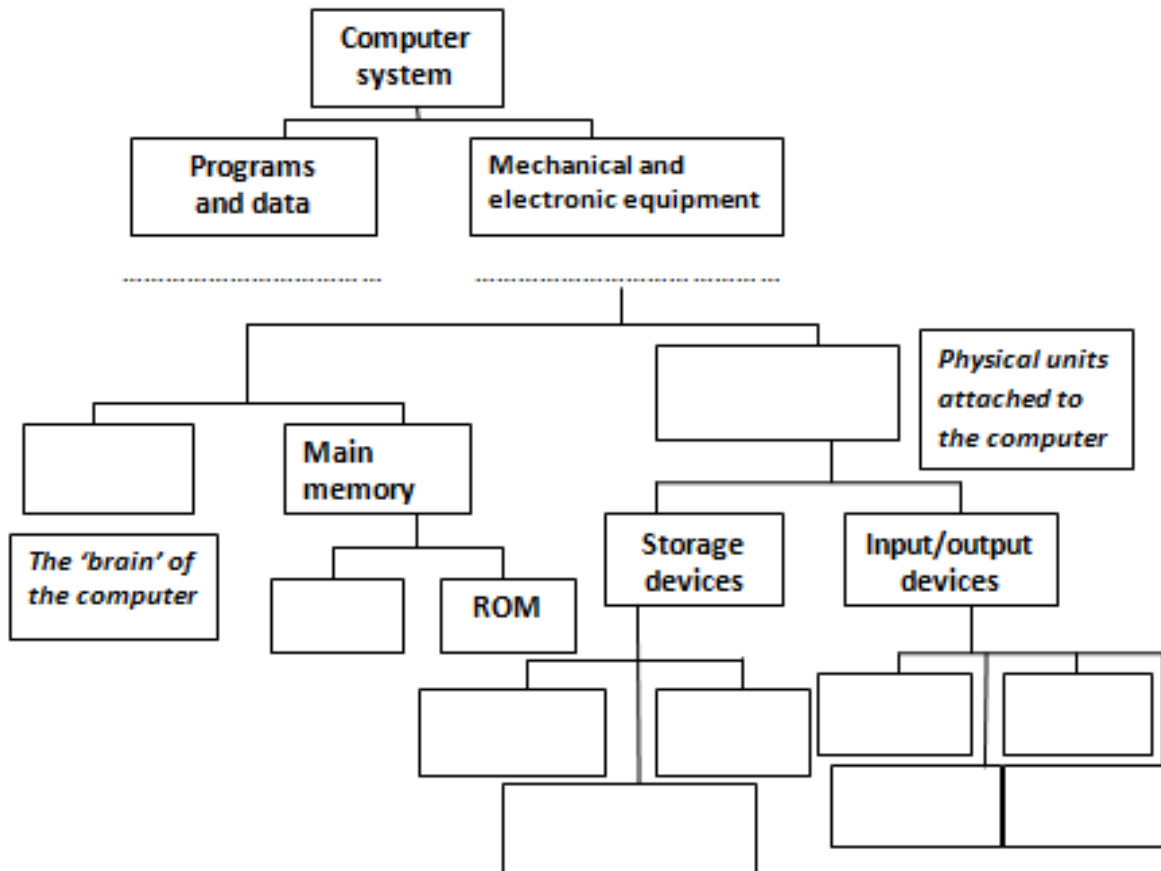 Computer
system
Programs
and data
Mechanical and
electronic equipment
Physical units
attached to
the computer
Main
memory
The ‘brain’ of
the computer
ROM
Storage
devices
Input/output
devices